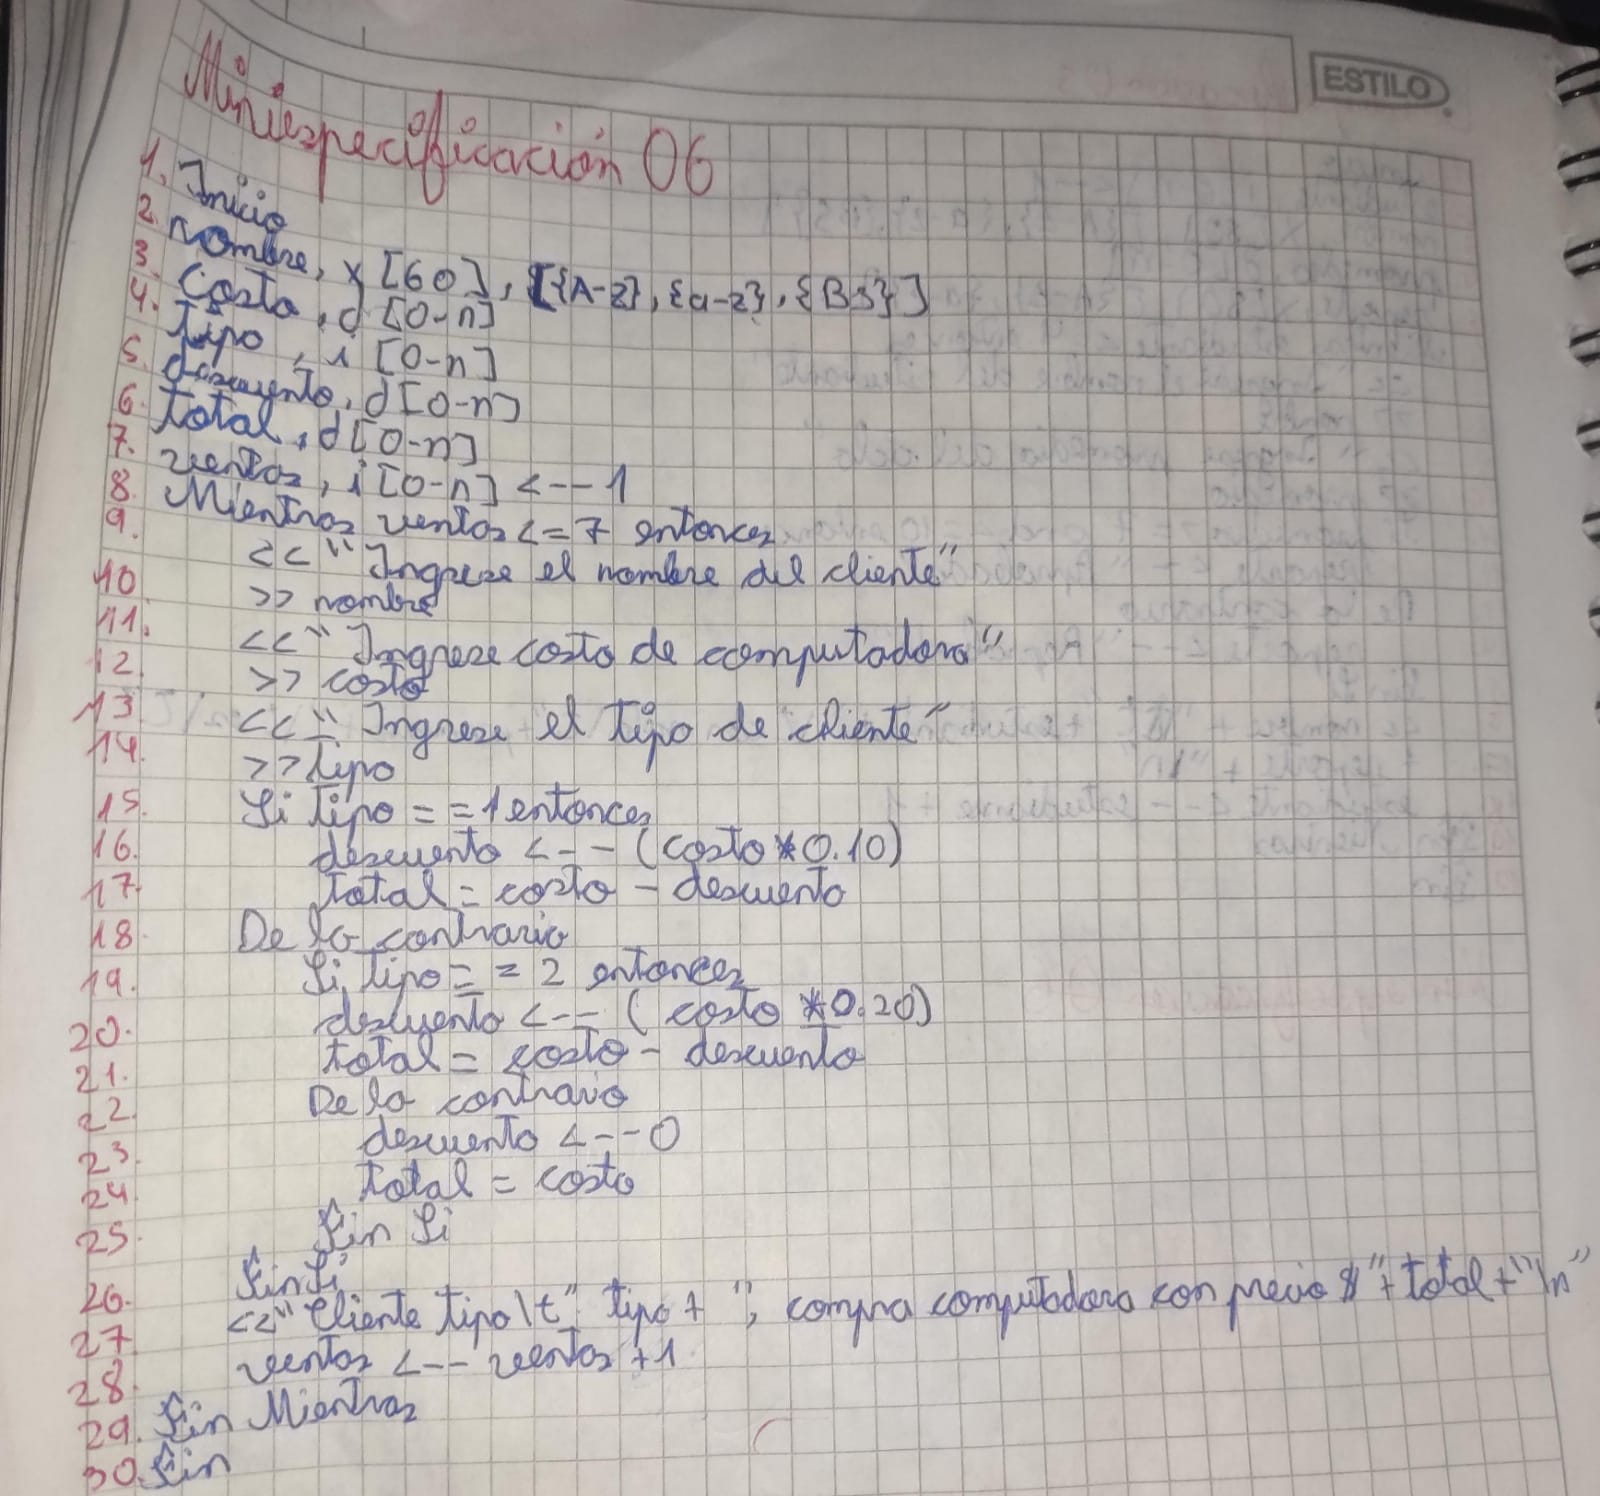 ESTILO
Miniespecificación 06
1. Inicio
2. nombre, x [60], [{A-Z}, {a-z}, {BS}]
3. Costo, d [0-n]
4. tipo, i [0-n]
5. descuento, d [0-n]
6. total, d [0-n]
7. ventas, i [0-n] <-- 1
8. Mientras ventas <= 7 entonces
9. << "Ingrese el nombre del cliente"
10. >> nombre
11. << "Ingrese costo de computadora"
12. >> costo
13. << "Ingrese el tipo de cliente"
14. >> tipo
15. Si tipo == 1 entonces
16. descuento <-- (costo * 0.10)
17. total = costo - descuento
18. De lo contrario
19. Si tipo == 2 entonces
20. descuento <-- (costo * 0.20)
21. total = costo - descuento
22. De lo contrario
23. descuento <-- 0
24. total = costo
25. Fin Si
26. Fin Si
27. << "Cliente tipo\t" tipo + ", compra computadora con precio $" + total + "\n"
28. ventas <-- ventas + 1
29. Fin Mientras
30. Fin